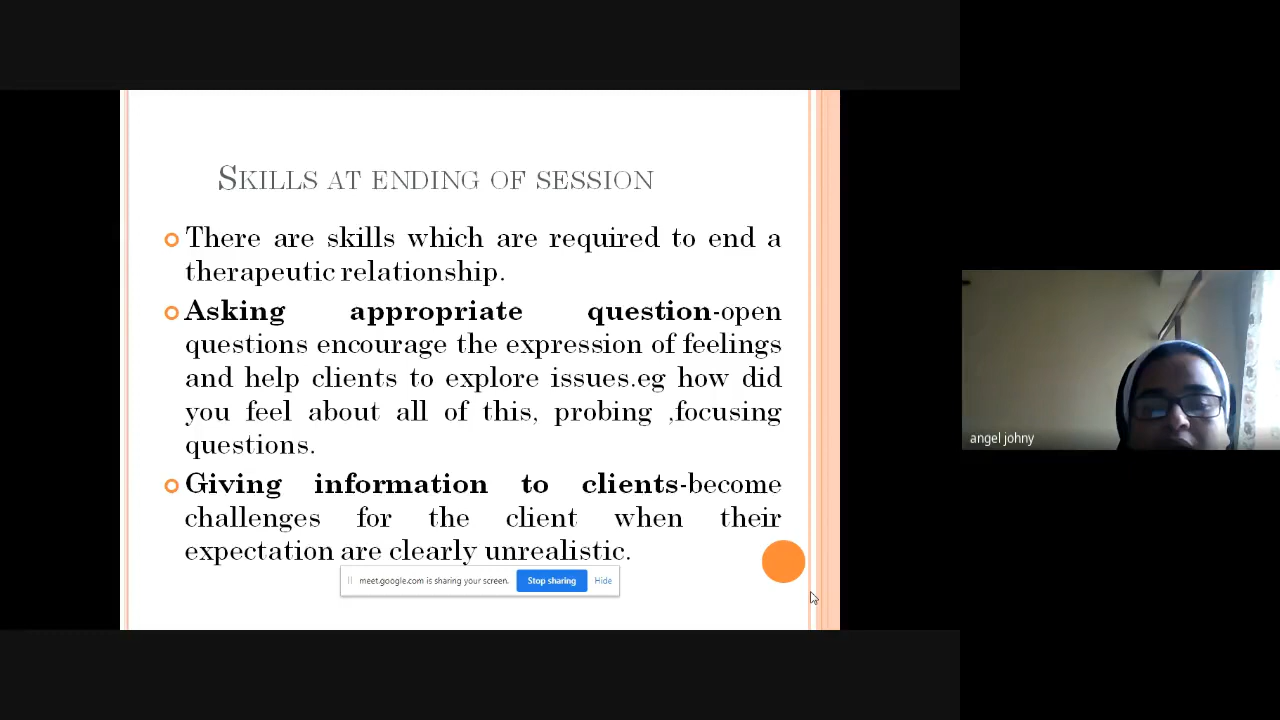 SKILLS AT ENDING OF SESSION
There are skills which are required to end a
therapeutic relationship.
Asking appropriate question-open
questions encourage the expression of feelings
and help clients to explore issues.eg how did
you feel about all of this, probing ,focusing
questions.
Giving information to clients-become
challenges for the client when their
expectation are clearly unrealistic.
meet.google.com is sharing your screen. Stop sharing Hide
angel johny